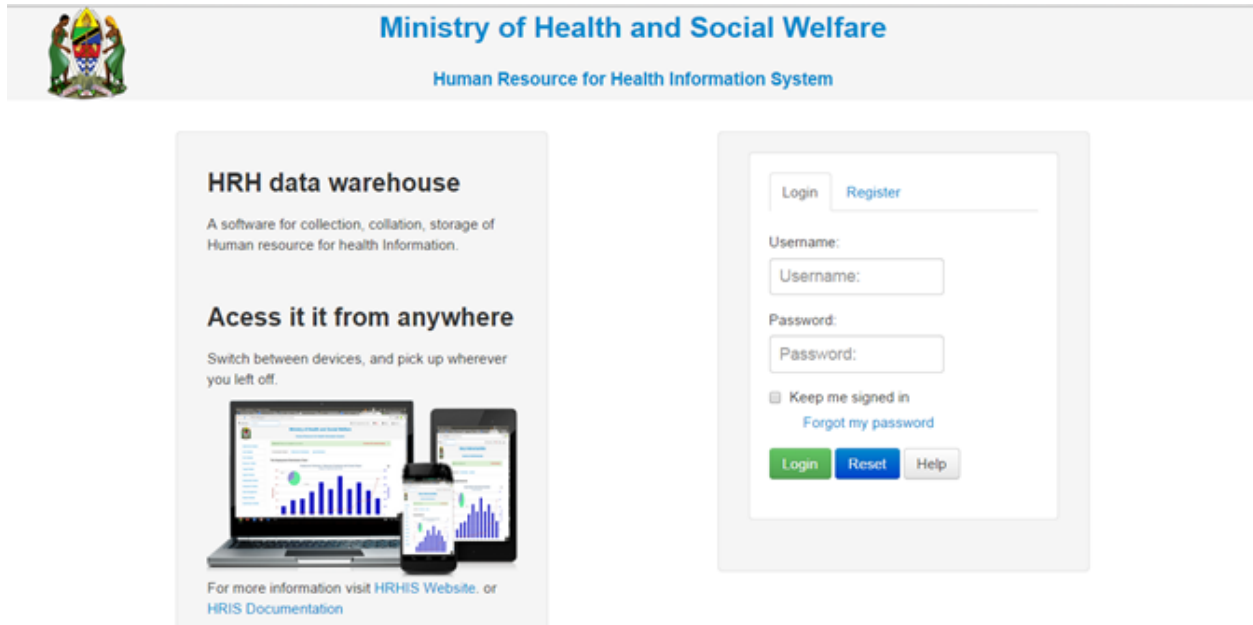 Ministry of Health and Social Welfare
Human Resource for Health Information System
HRH data warehouse
A software for collection, collation, storage of
Human resource for health Information.
Acess it it from anywhere
Switch between devices, and pick up wherever
you left off.
For more information visit HRHIS Website. or
HRIS Documentation
Login Register
Username:
Username:
Password:
Password:
Keep me signed in
Forgot my password
Login Reset Help